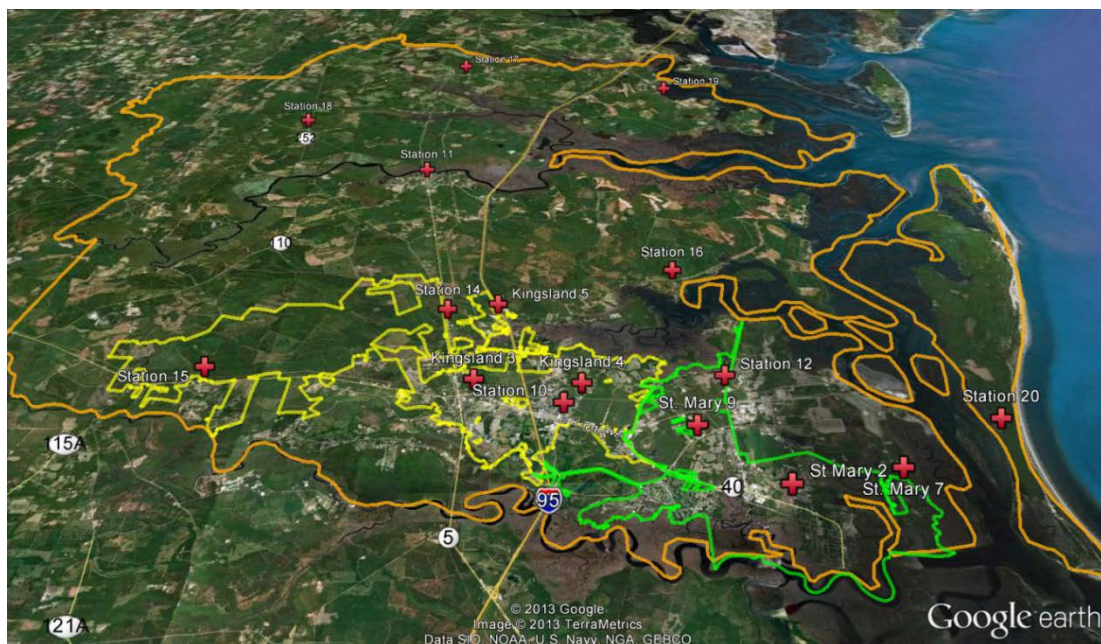 Station 17
Station 19
Station 18
252
Station 11
110
Station 16
Station 14
Kingsland 5
Kingsland 3
Kingsland 4
Station 15
Station 12
Station 10
St. Mary 9
Station 20
115A
St Mary 2
St. Mary 7
40
95
5
© 2013 Google
Image © 2013 TerraMetrics
Data SIO, NOAA, U.S. Navy, NGA, GEBCO
121A
Google earth